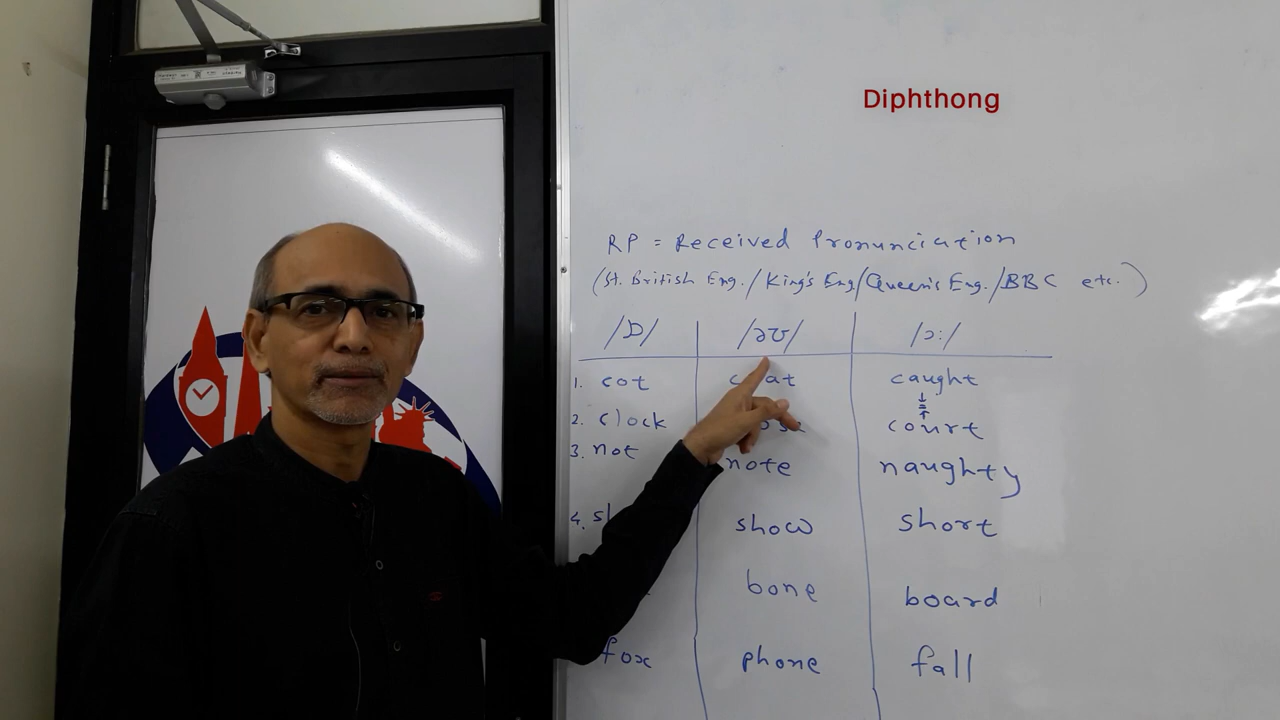 Diphthong
RP = Received Pronunciation
(St. British Eng./King's Eng/Queen's Eng./BBC etc.)
/ɒ/ /əʊ/ /ɔː/
1. cot caught
2. clock court
3. not note naughty
4. show short
bone board
fox phone fall